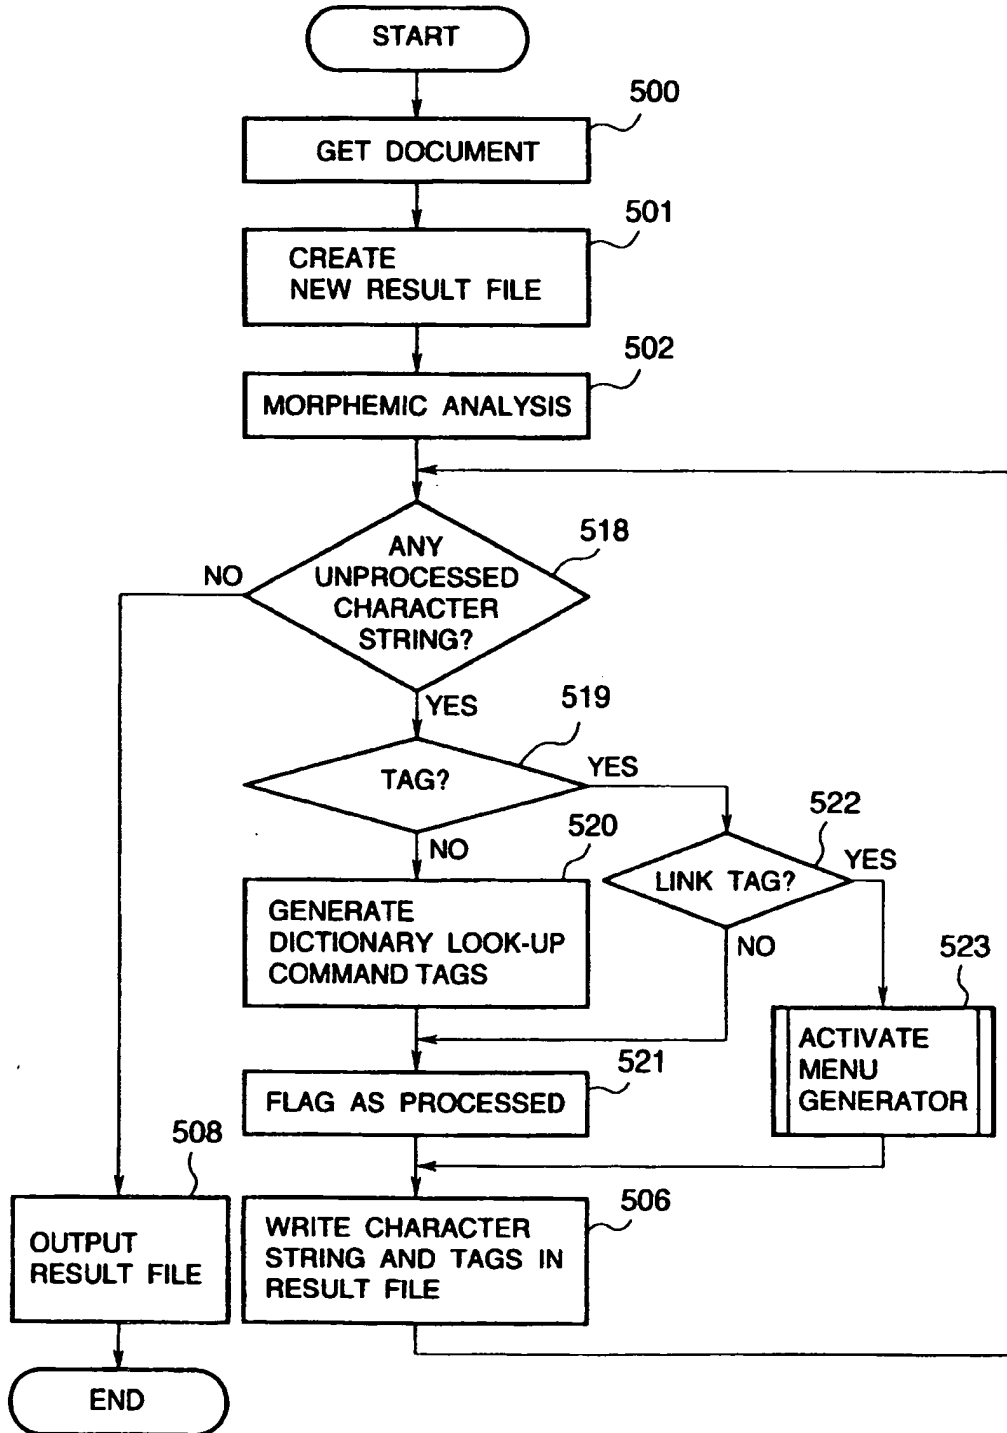 START
500
GET DOCUMENT
501
CREATE
NEW RESULT FILE
502
MORPHEMIC ANALYSIS
518
ANY
UNPROCESSED
CHARACTER
STRING?
NO
YES
519
TAG?
YES
NO
522
LINK TAG?
YES
NO
520
GENERATE
DICTIONARY LOOK-UP
COMMAND TAGS
523
ACTIVATE
MENU
GENERATOR
521
FLAG AS PROCESSED
508
OUTPUT
RESULT FILE
506
WRITE CHARACTER
STRING AND TAGS IN
RESULT FILE
END